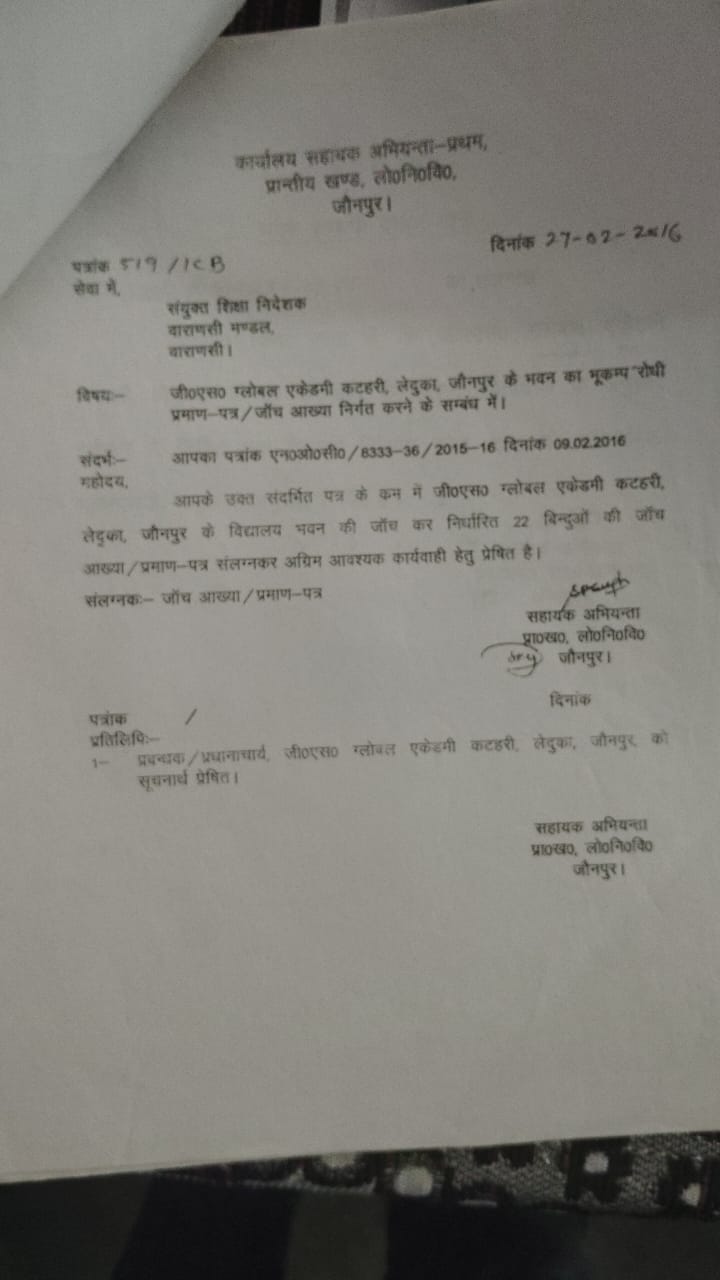 कार्यालय सहायक अभियन्ता–प्रथम,
प्रान्तीय खण्ड, लो0नि0वि0,
जौनपुर।
दिनांक 27-02-2016
पत्रांक 519/1CB
सेवा में,
संयुक्त शिक्षा निदेशक
वाराणसी मण्डल,
वाराणसी।
विषयः– जी0एस0 ग्लोबल एकेडमी कटहरी, लेदुका, जौनपुर के भवन का भूकम्प रोधी
प्रमाण–पत्र/जॉच आख्या निर्गत करने के सम्बंध में।
संदर्भः– आपका पत्रांक एन0ओ0सी0/8333-36/2015-16 दिनांक 09.02.2016
महोदय,
आपके उक्त संदर्भित पत्र के कम में जी0एस0 ग्लोबल एकेडमी कटहरी,
लेदुका, जौनपुर के विद्यालय भवन की जॉच कर निर्धारित 22 बिन्दुओं की जॉच
आख्या/प्रमाण–पत्र संलग्नकर अग्रिम आवश्यक कार्यवाही हेतु प्रेषित है।
संलग्नकः– जॉच आख्या/प्रमाण–पत्र
सहायक अभियन्ता
प्रा0ख0, लो0नि0वि0
जौनपुर।
दिनांक
पत्रांक /
प्रतिलिपिः–
1– प्रबन्धक/प्रधानाचार्य, जी0एस0 ग्लोबल एकेडमी कटहरी, लेदुका, जौनपुर, को
सूचनार्थ प्रेषित।
सहायक अभियन्ता
प्रा0ख0, लो0नि0वि0
जौनपुर।